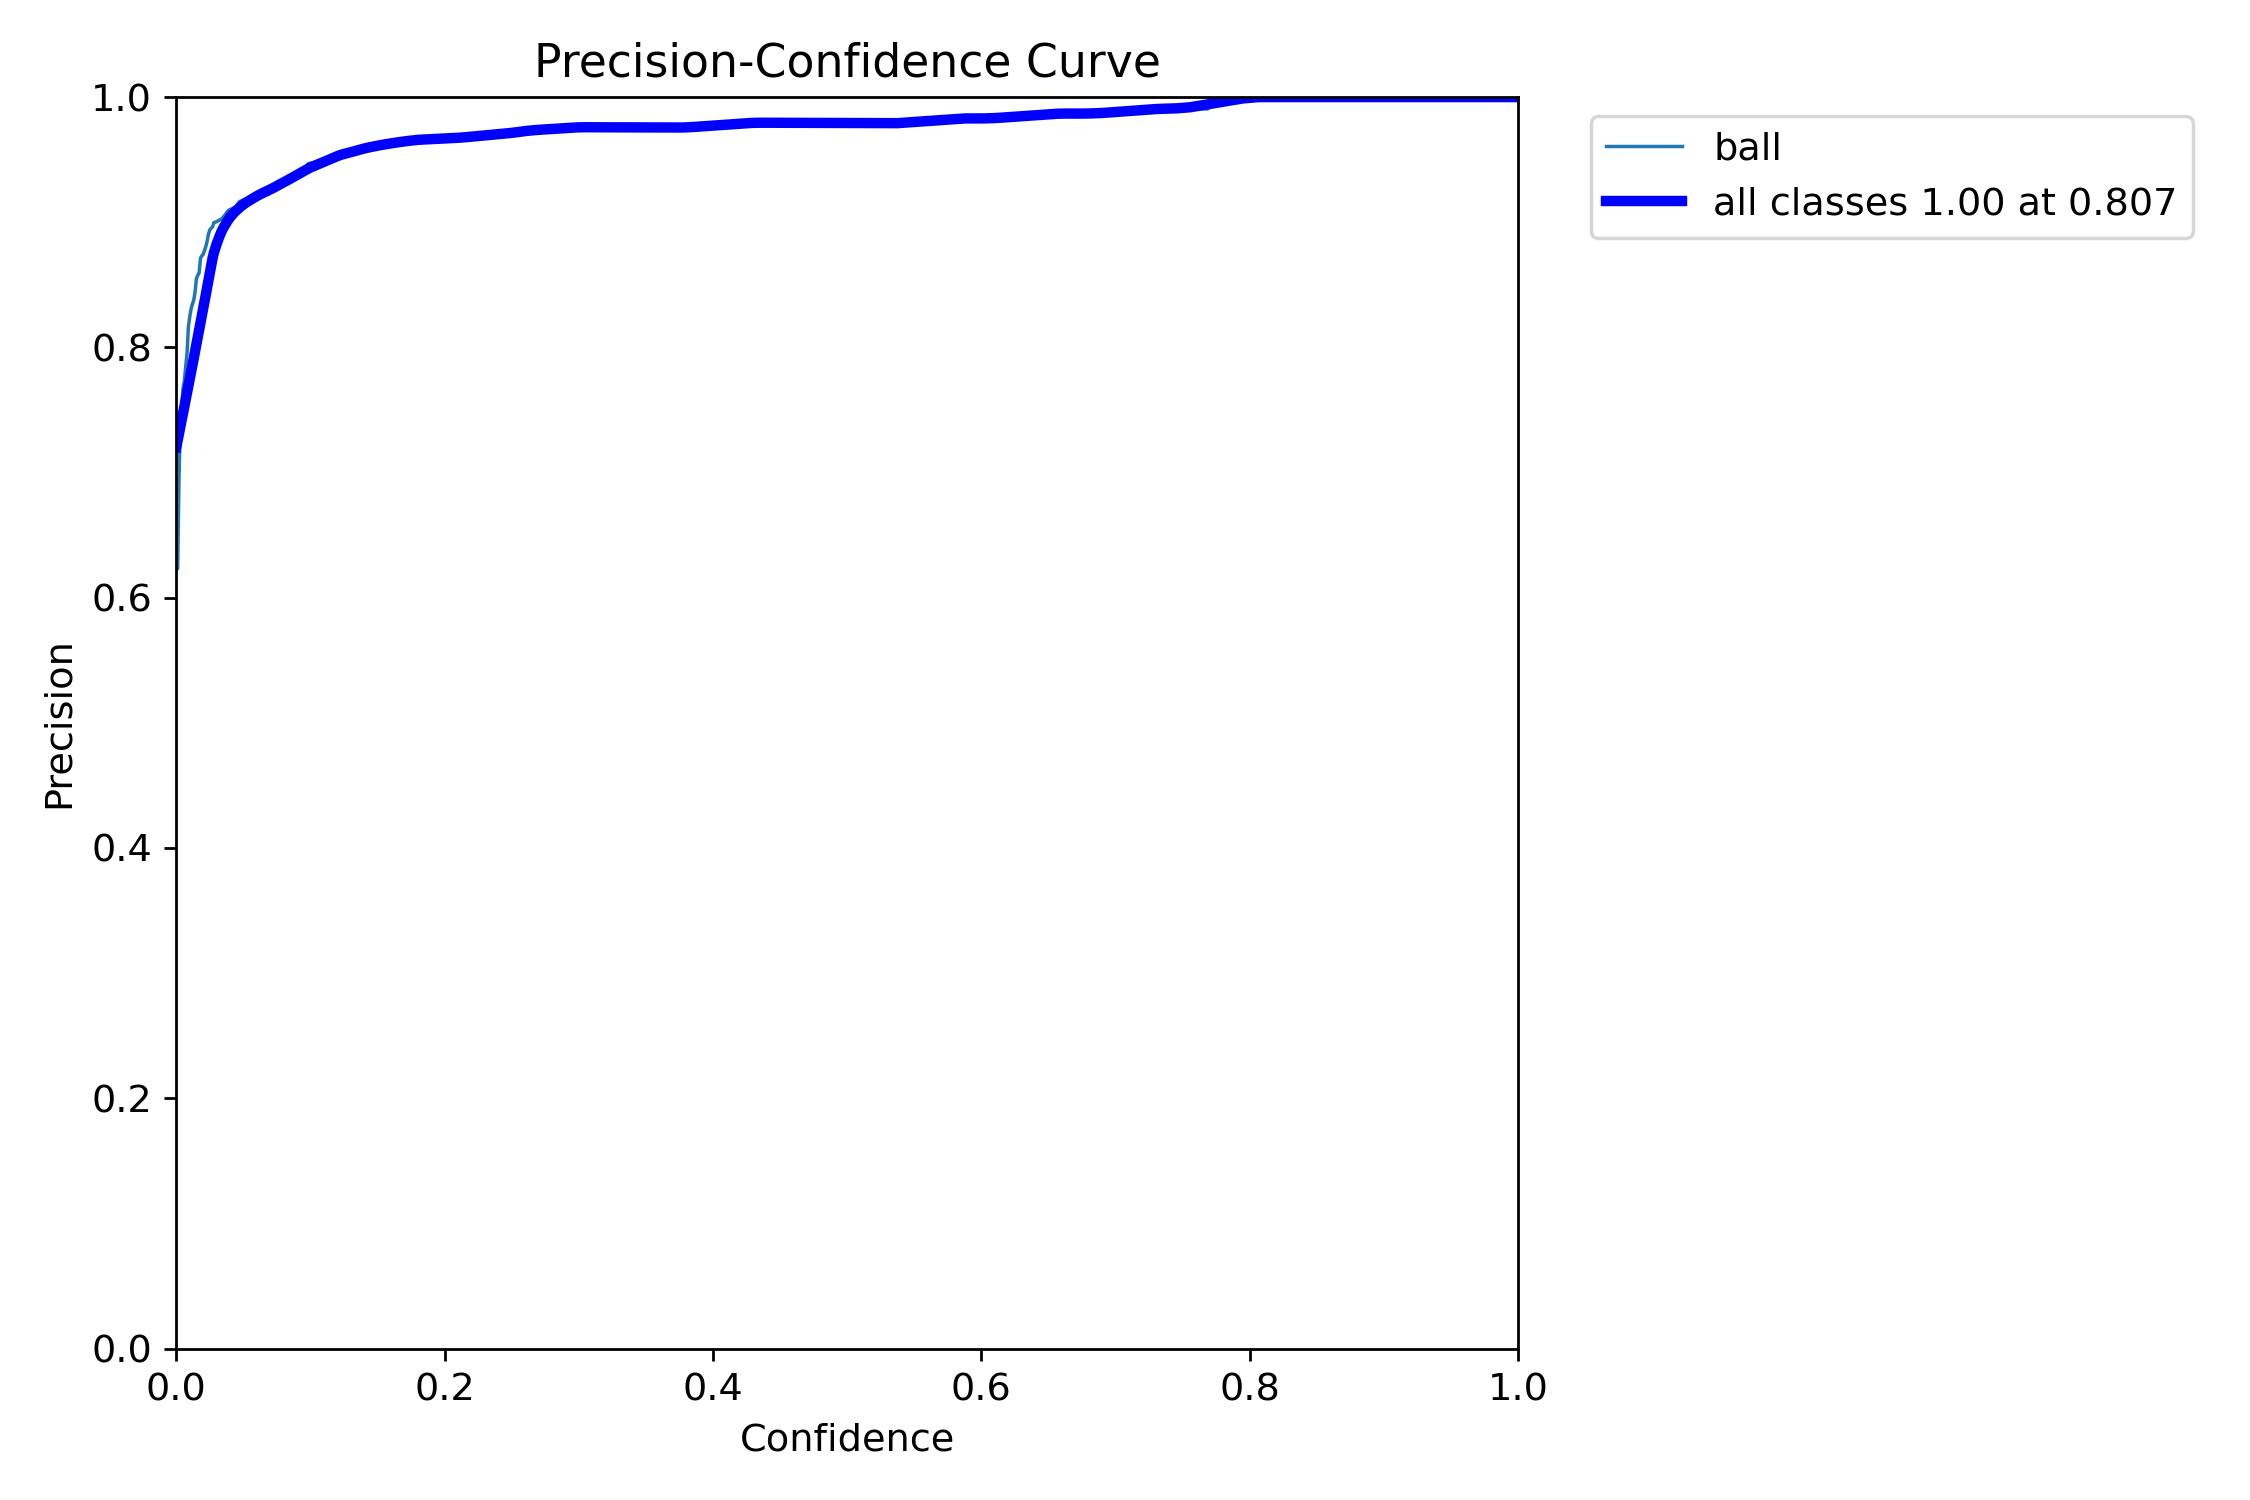 Precision-Confidence Curve
1.0
0.8
0.6
0.4
0.2
0.0
Precision
0.0 0.2 0.4 0.6 0.8 1.0
Confidence
ball
all classes 1.00 at 0.807